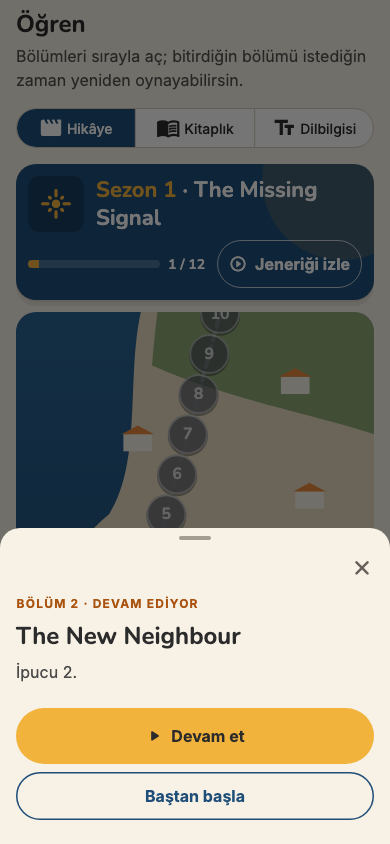 Öğren
Bölümleri sırayla aç; bitirdiğin bölümü istediğin
zaman yeniden oynayabilirsin.
Hikâye
Kitaplık
Dilbilgisi
Sezon 1 · The Missing
Signal
1 / 12
Jeneriği izle
10
9
8
7
6
5
BÖLÜM 2 · DEVAM EDİYOR
The New Neighbour
İpucu 2.
Devam et
Baştan başla